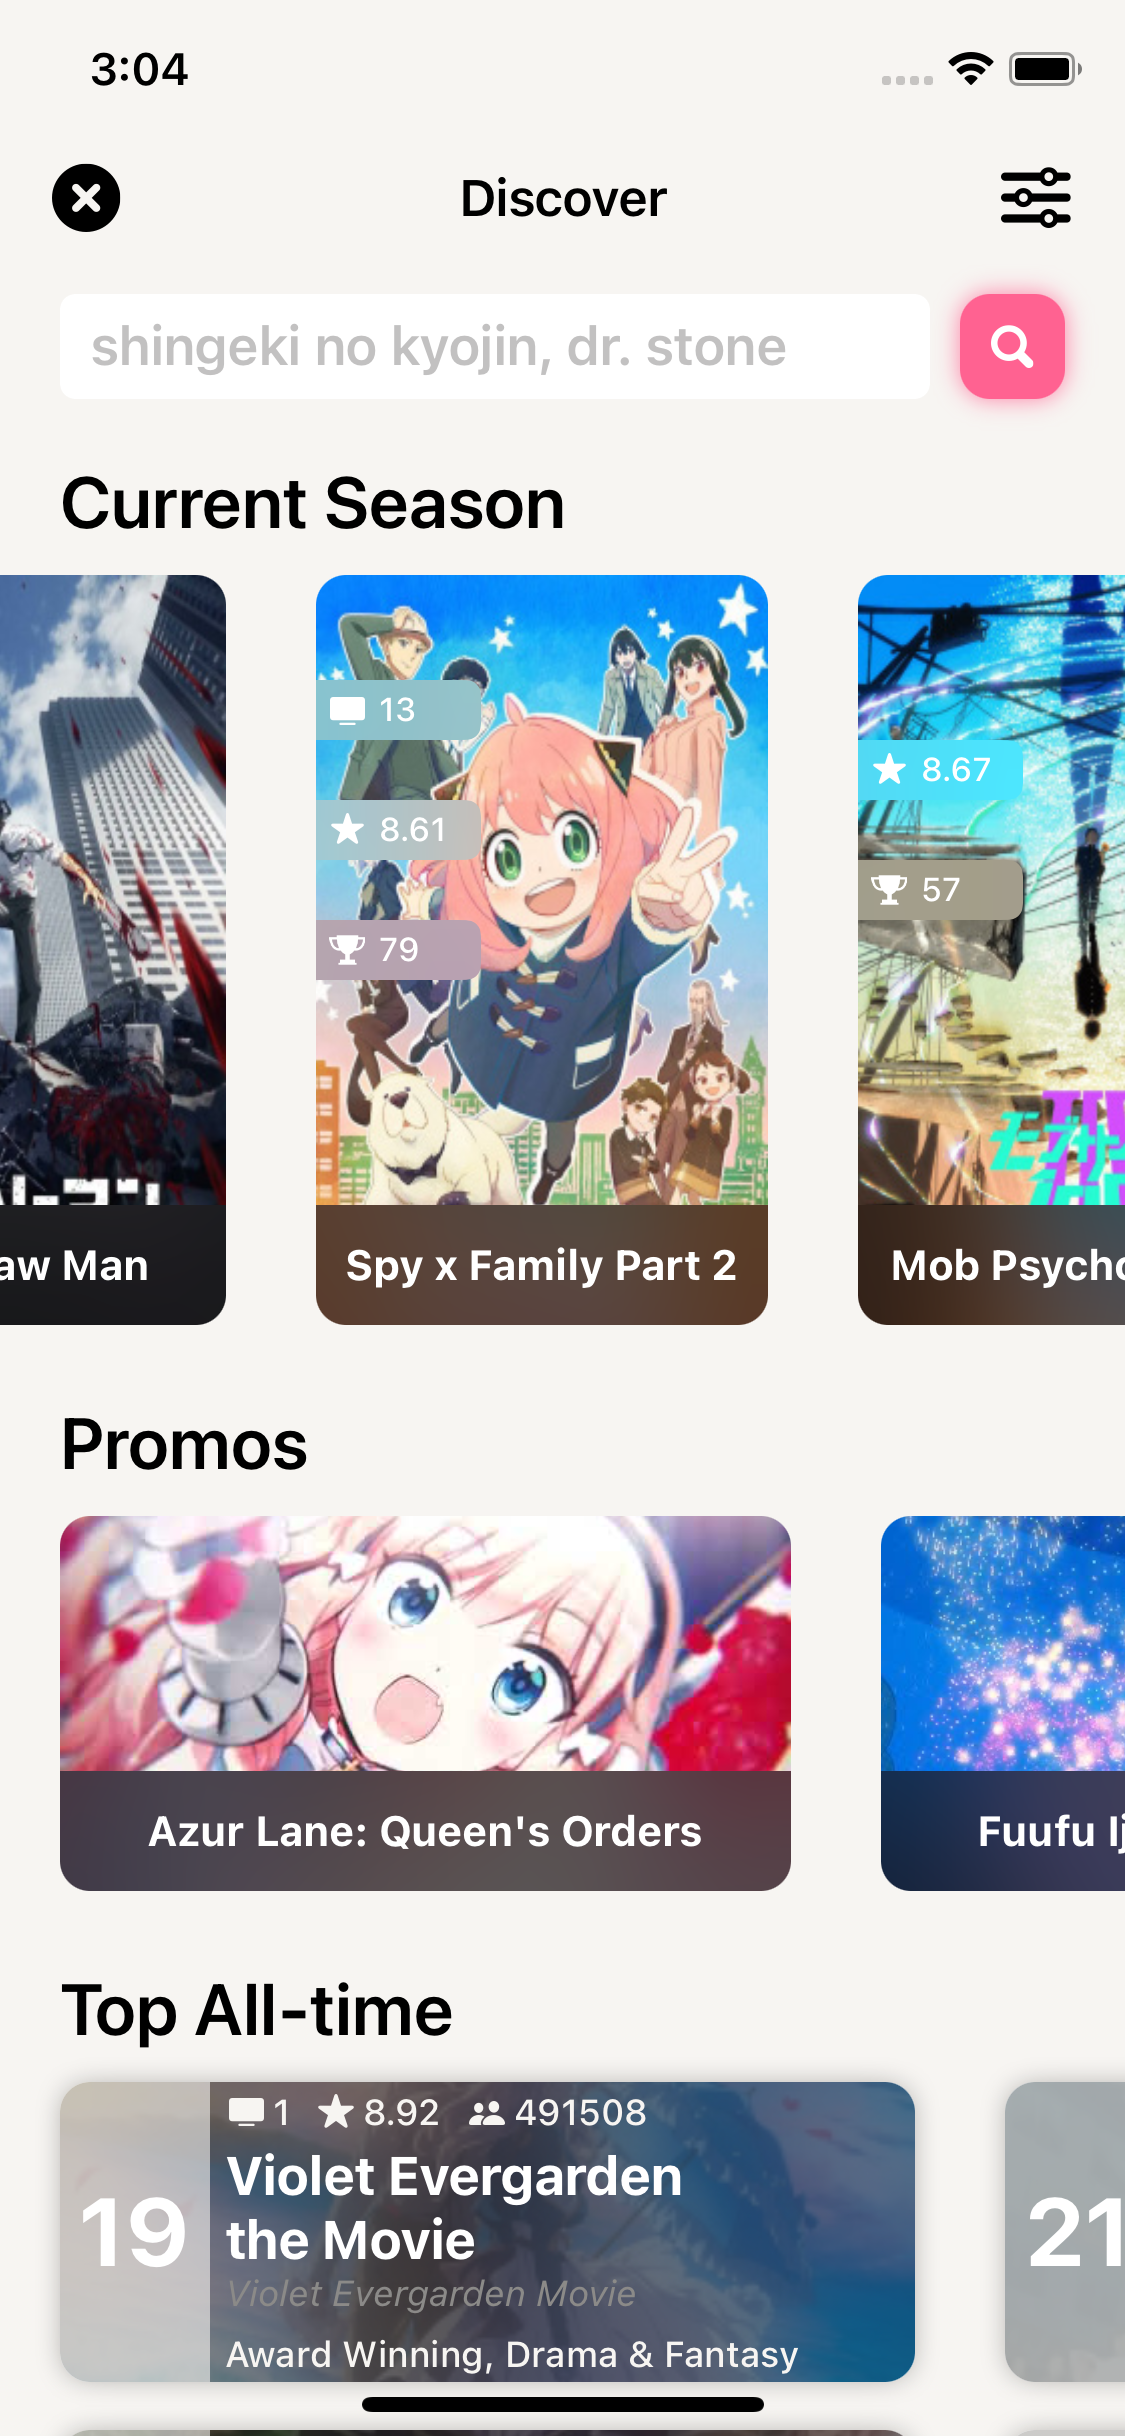 3:04
Discover
shingeki no kyojin, dr. stone
Current Season
13
8.61
79
8.67
57
aw Man
Spy x Family Part 2
Mob Psycho
Promos
Azur Lane: Queen's Orders
Fuufu Ij
Top All-time
19
1 8.92 491508
Violet Evergarden
the Movie
Violet Evergarden Movie
Award Winning, Drama & Fantasy
21